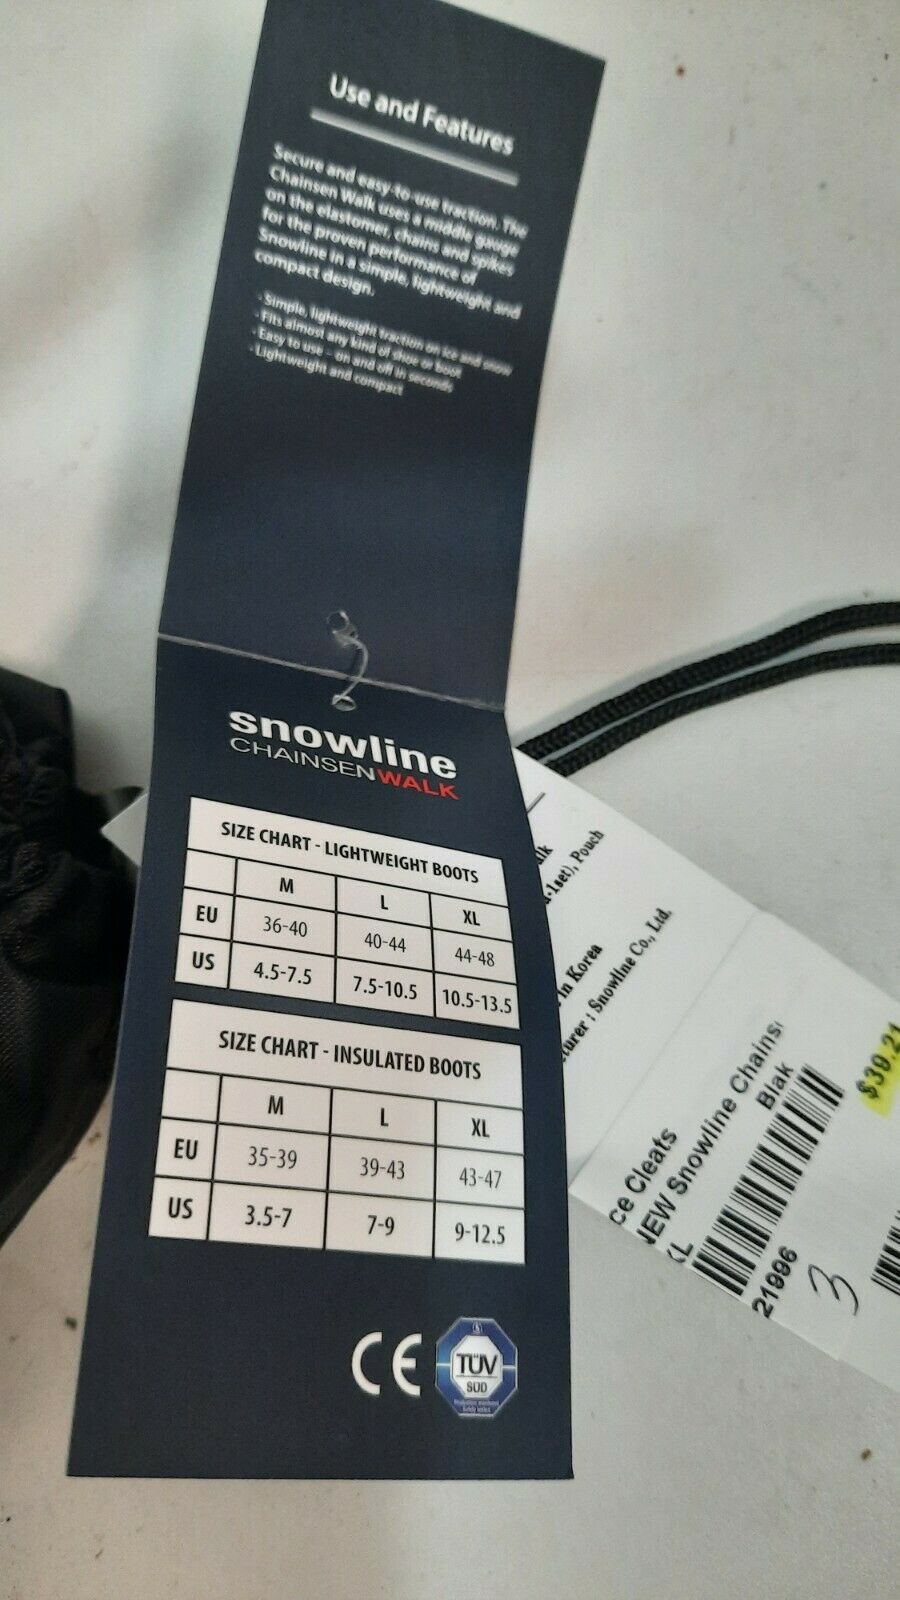 Use and Features
Secure and easy-to-use traction. The
Chainsen Walk uses a middle gauge
on the elastomer, chains and spikes
for the proven performance of
Snowline in a simple, lightweight and
compact design.
- Simple, lightweight traction on ice and snow
- Fits almost any kind of shoe or boot
- Easy to use - on and off in seconds
- Lightweight and compact
snowline
CHAINSENWALK
SIZE CHART - LIGHTWEIGHT BOOTS
M L XL
EU 36-40 40-44 44-48
US 4.5-7.5 7.5-10.5 10.5-13.5
SIZE CHART - INSULATED BOOTS
M L XL
EU 35-39 39-43 43-47
US 3.5-7 7-9 9-12.5
CE
TÜV
SÜD
alk
-1set), Pouch
in Korea
cturer : Snowline Co., Ltd.
ce Cleats
NEW Snowline Chains
Blak
XL
21996
3
$39.21